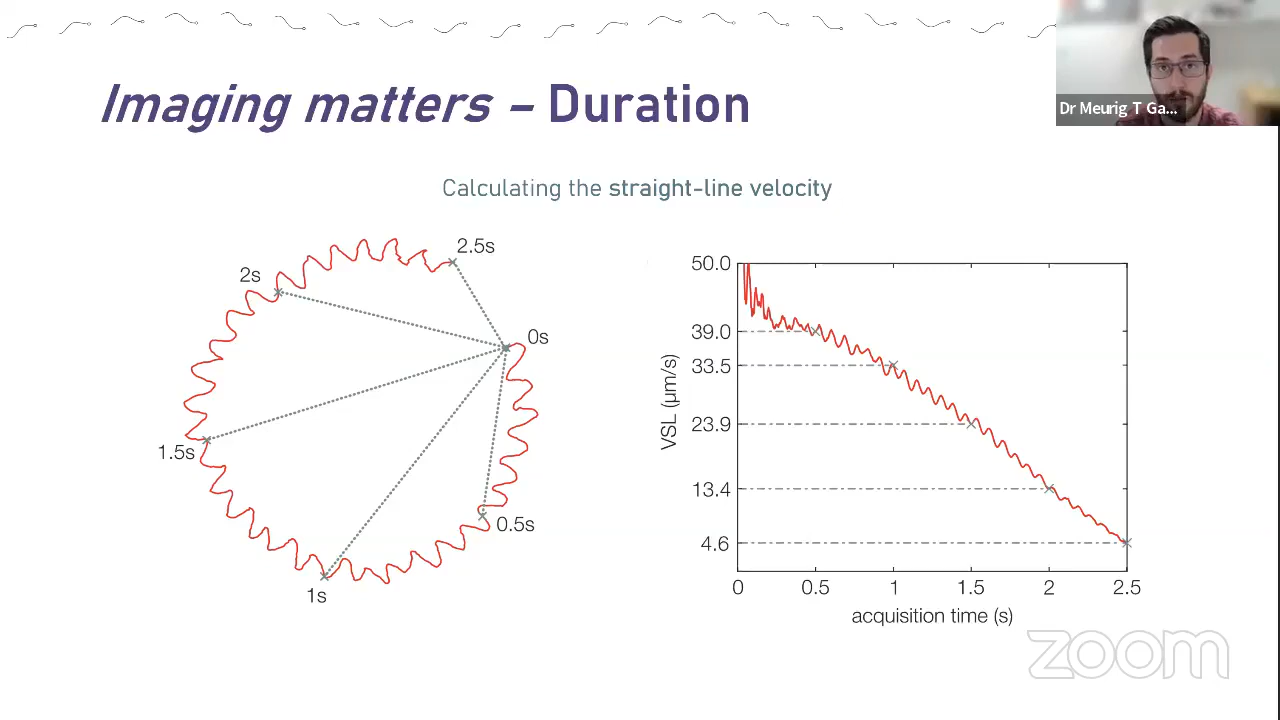 Dr Meurig T Ga...
Imaging matters – Duration
Calculating the straight-line velocity
2.5s
2s
0s
1.5s
0.5s
1s
50.0
39.0
33.5
23.9
13.4
4.6
VSL (μm/s)
0 0.5 1 1.5 2 2.5
acquisition time (s)
zoom